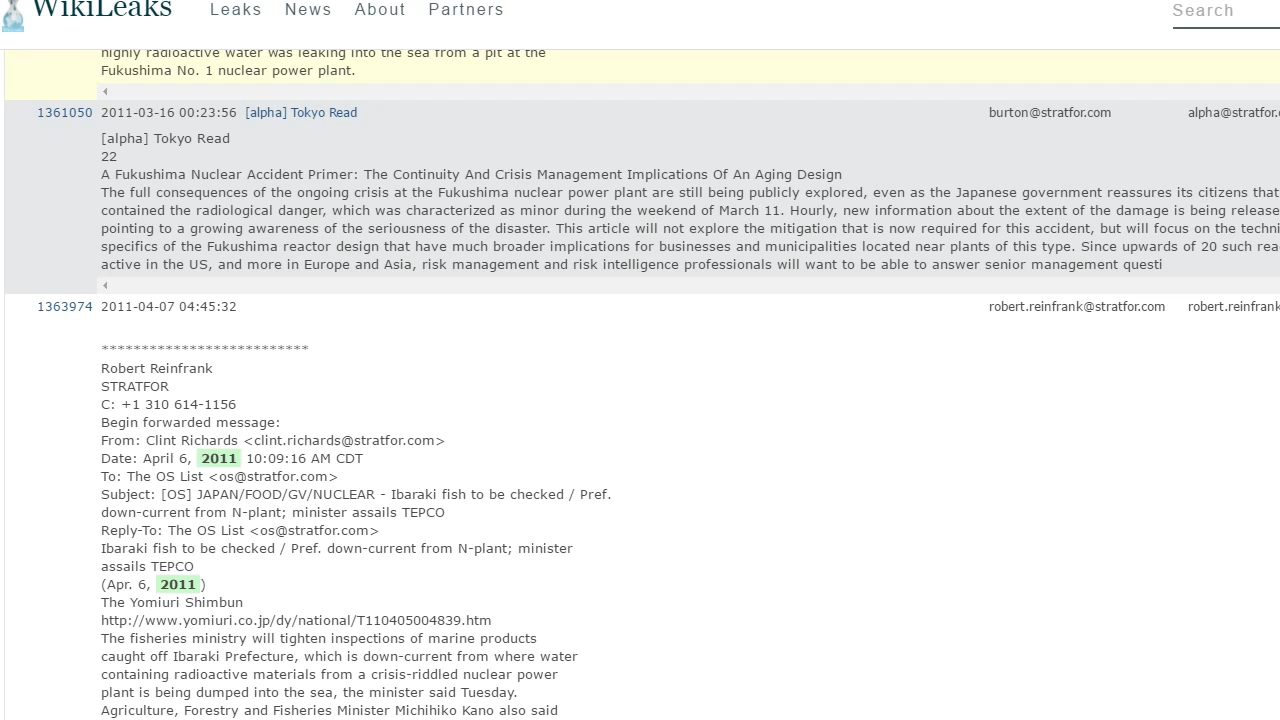 WikiLeaks Leaks News About Partners Search
highly radioactive water was leaking into the sea from a pit at the
Fukushima No. 1 nuclear power plant.
1361050 2011-03-16 00:23:56 [alpha] Tokyo Read burton@stratfor.com alpha@stratfor.
[alpha] Tokyo Read
22
A Fukushima Nuclear Accident Primer: The Continuity And Crisis Management Implications Of An Aging Design
The full consequences of the ongoing crisis at the Fukushima nuclear power plant are still being publicly explored, even as the Japanese government reassures its citizens that
contained the radiological danger, which was characterized as minor during the weekend of March 11. Hourly, new information about the extent of the damage is being release
pointing to a growing awareness of the seriousness of the disaster. This article will not explore the mitigation that is now required for this accident, but will focus on the techni
specifics of the Fukushima reactor design that have much broader implications for businesses and municipalities located near plants of this type. Since upwards of 20 such rea
active in the US, and more in Europe and Asia, risk management and risk intelligence professionals will want to be able to answer senior management questi
1363974 2011-04-07 04:45:32 robert.reinfrank@stratfor.com robert.reinfrank
**************************
Robert Reinfrank
STRATFOR
C: +1 310 614-1156
Begin forwarded message:
From: Clint Richards <clint.richards@stratfor.com>
Date: April 6, 2011 10:09:16 AM CDT
To: The OS List <os@stratfor.com>
Subject: [OS] JAPAN/FOOD/GV/NUCLEAR - Ibaraki fish to be checked / Pref.
down-current from N-plant; minister assails TEPCO
Reply-To: The OS List <os@stratfor.com>
Ibaraki fish to be checked / Pref. down-current from N-plant; minister
assails TEPCO
(Apr. 6, 2011 )
The Yomiuri Shimbun
http://www.yomiuri.co.jp/dy/national/T110405004839.htm
The fisheries ministry will tighten inspections of marine products
caught off Ibaraki Prefecture, which is down-current from where water
containing radioactive materials from a crisis-riddled nuclear power
plant is being dumped into the sea, the minister said Tuesday.
Agriculture, Forestry and Fisheries Minister Michihiko Kano also said